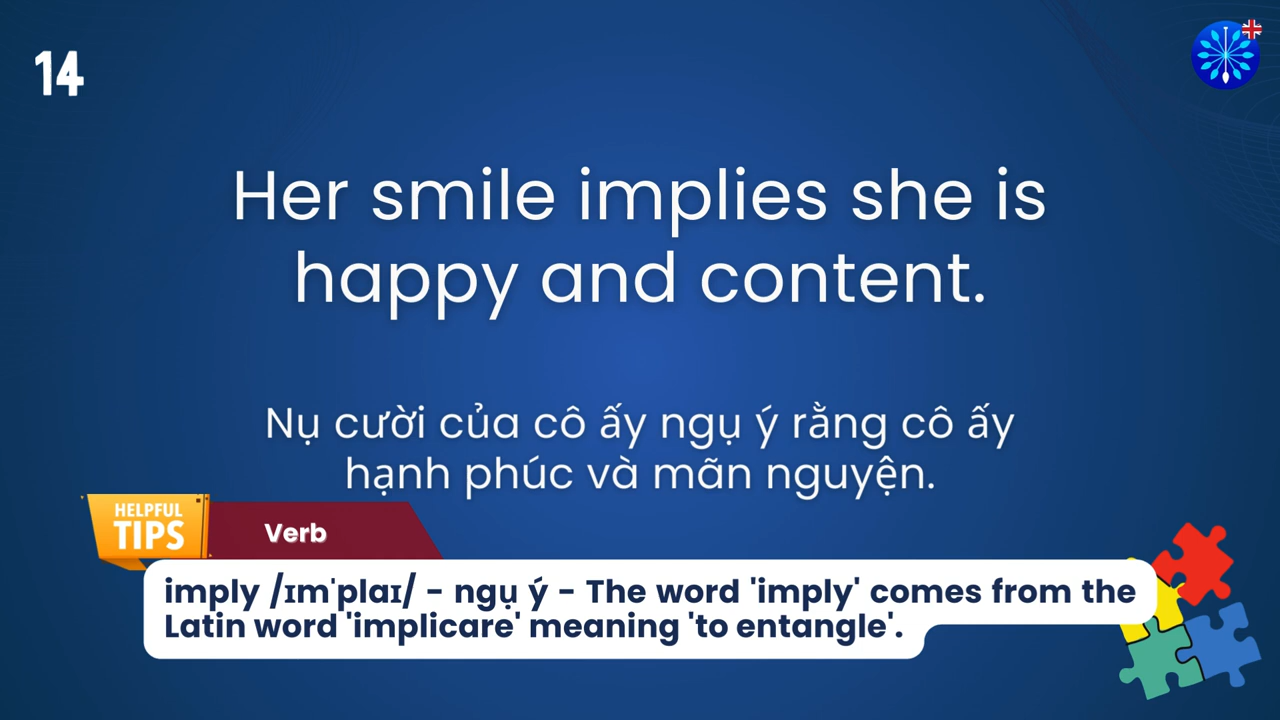 14
Her smile implies she is
happy and content.
Nụ cười của cô ấy ngụ ý rằng cô ấy
hạnh phúc và mãn nguyện.
HELPFUL
TIPS
Verb
imply /ɪmˈplaɪ/ - ngụ ý - The word 'imply' comes from the
Latin word 'implicare' meaning 'to entangle'.